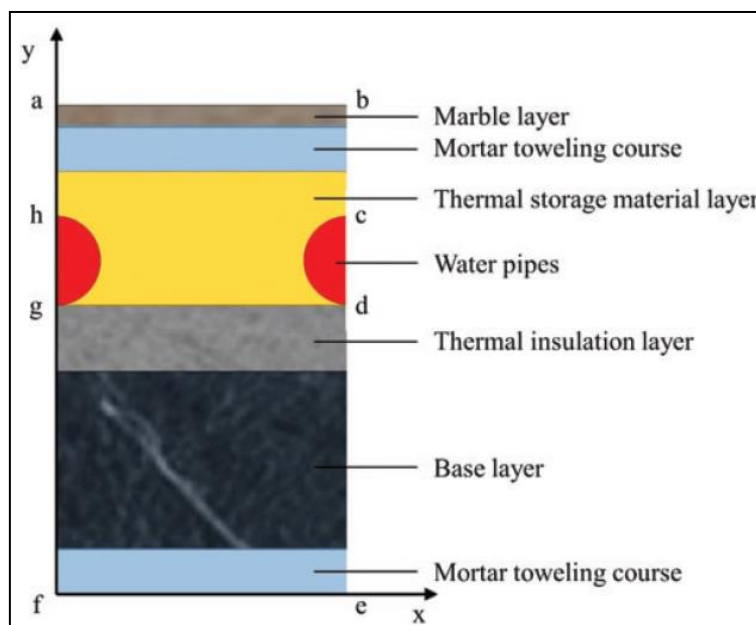 y
a
b
Marble layer
Mortar toweling course
Thermal storage material layer
h
c
Water pipes
g
d
Thermal insulation layer
Base layer
Mortar toweling course
f
x
e